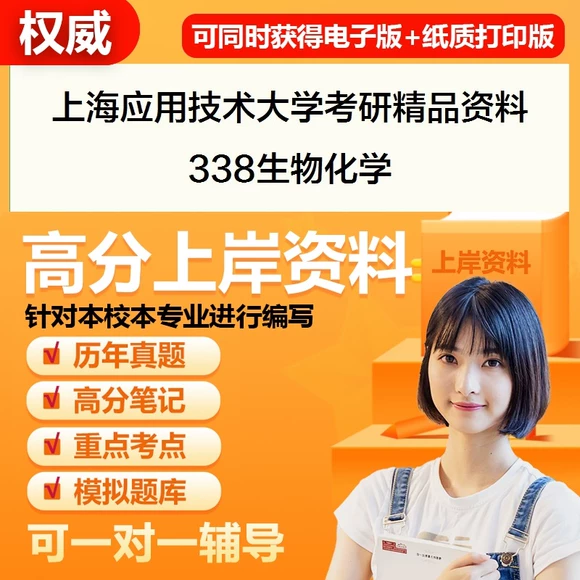 权威
可同时获得电子版+纸质打印版
上海应用技术大学考研精品资料
338生物化学
高分上岸资料
上岸资料
针对本校本专业进行编写
历年真题
高分笔记
重点考点
模拟题库
可一对一辅导